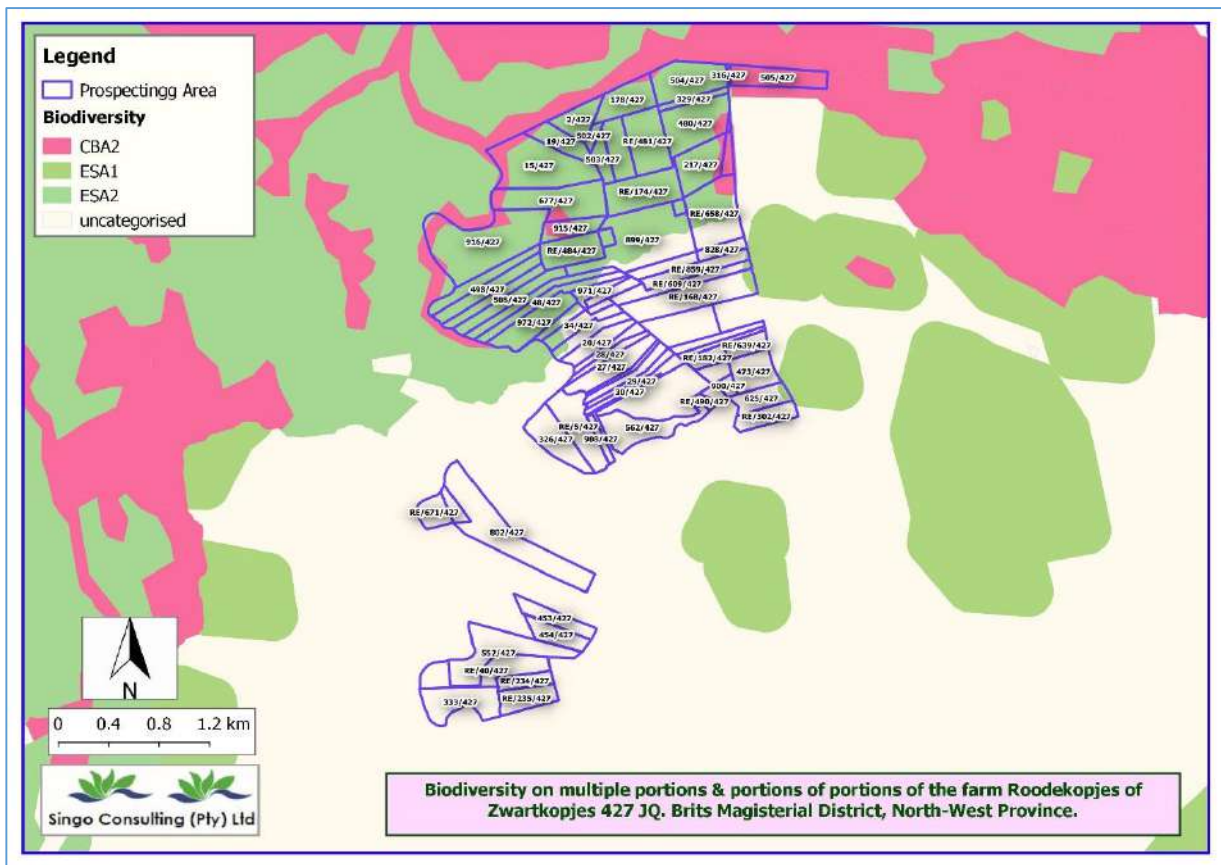 Legend
Prospectingg Area
Biodiversity
CBA2
ESA1
ESA2
uncategorised
504/427
316/427
505/427
178/427
329/427
2/427
502/427
480/427
19/427
RE/481/427
15/427
503/427
217/427
RE/174/427
677/427
RE/658/427
915/427
916/427
899/427
RE/484/427
828/427
RE/859/427
RE/609/427
498/427
971/427
RE/168/427
505/427
48/427
972/427
34/427
20/427
RE/639/427
28/427
RE/182/427
27/427
473/427
29/427
900/427
20/427
625/427
RE/490/427
RE/302/427
RE/5/427
562/427
326/427
988/427
RE/671/427
802/427
453/427
454/427
552/427
RE/40/427
RE/234/427
333/427
RE/235/427
N
0 0.4 0.8 1.2 km
Singo Consulting (Pty) Ltd
Biodiversity on multiple portions & portions of portions of the farm Roodekopjes of
Zwartkopjes 427 JQ. Brits Magisterial District, North-West Province.